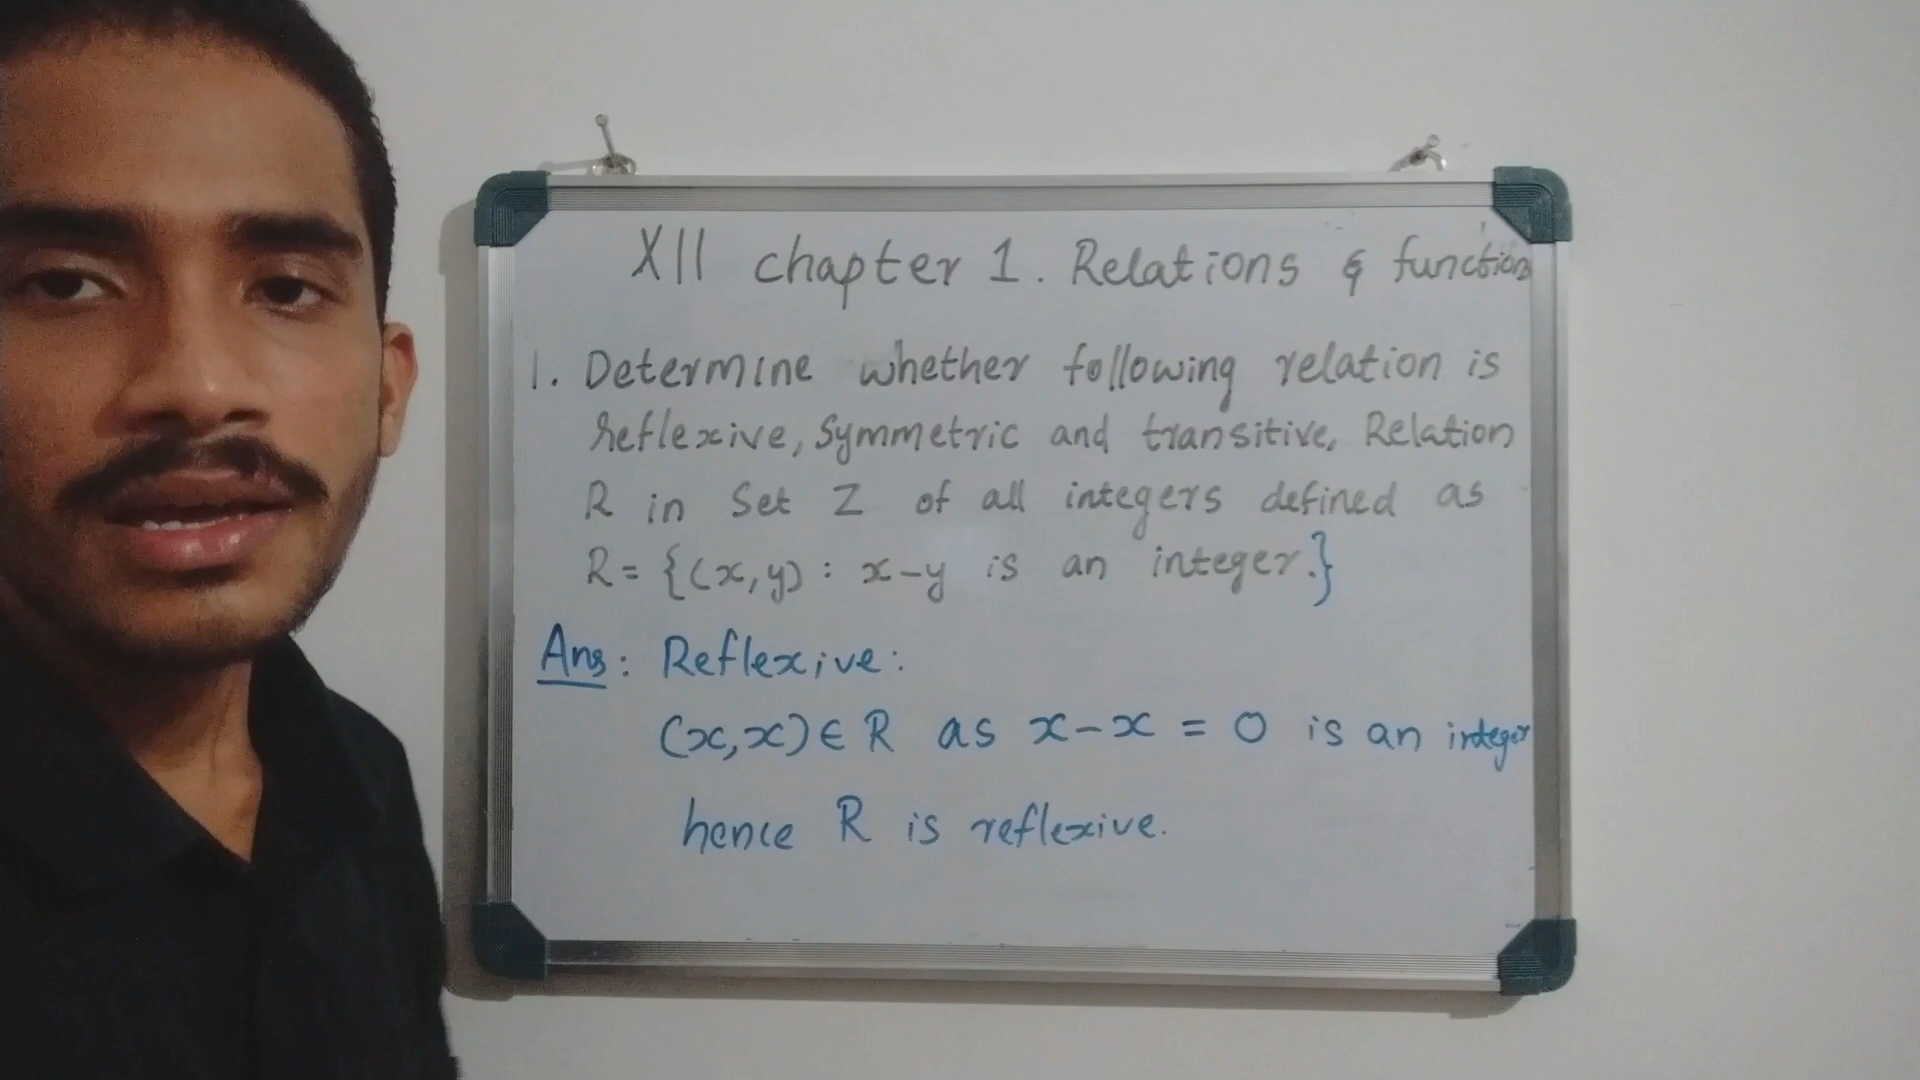 XII chapter 1. Relations & function
1. Determine whether following relation is
reflexive, Symmetric and transitive, Relation
R in Set Z of all integers defined as
R = {(x,y) : x-y is an integer.}
Ans: Reflexive:
(x,x) ∈ R as x-x = 0 is an integer
hence R is reflexive.